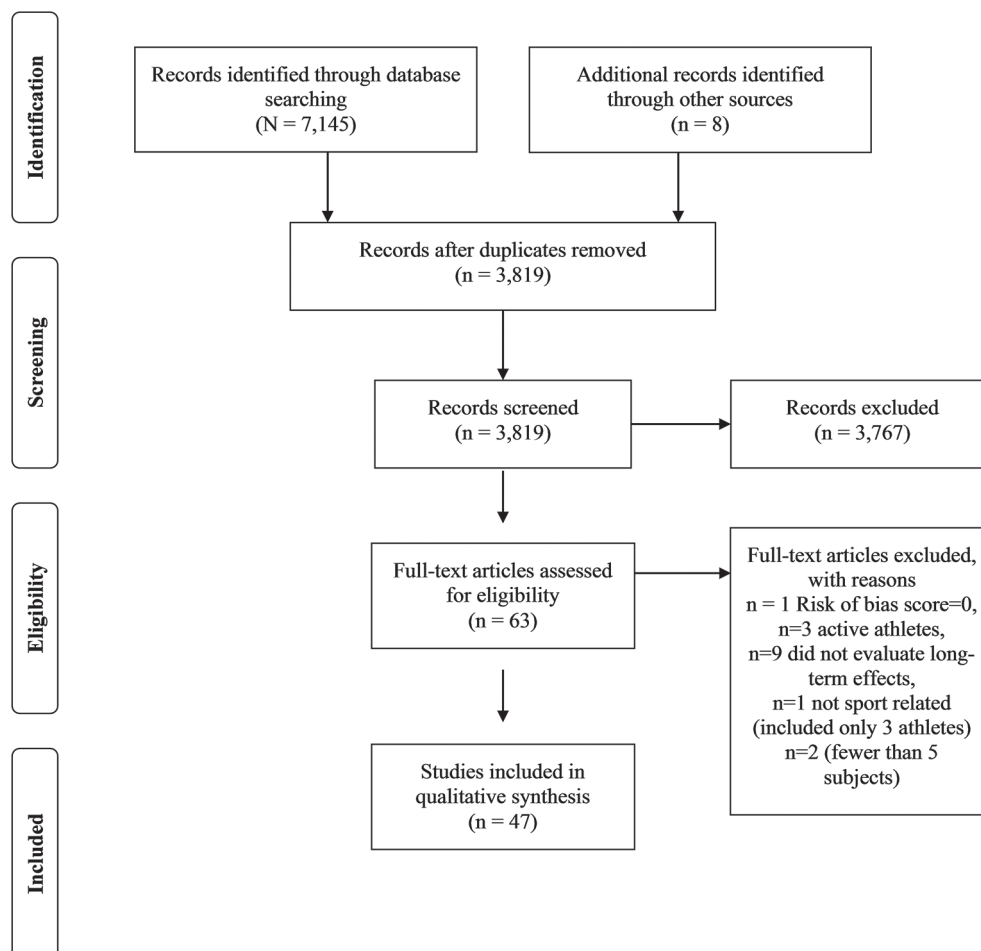 Identification
Records identified through database
searching
(N = 7,145)
Additional records identified
through other sources
(n = 8)
Records after duplicates removed
(n = 3,819)
Screening
Records screened
(n = 3,819)
Records excluded
(n = 3,767)
Eligibility
Full-text articles assessed
for eligibility
(n = 63)
Full-text articles excluded,
with reasons
n = 1 Risk of bias score=0,
n=3 active athletes,
n=9 did not evaluate long-
term effects,
n=1 not sport related
(included only 3 athletes)
n=2 (fewer than 5
subjects)
Included
Studies included in
qualitative synthesis
(n = 47)